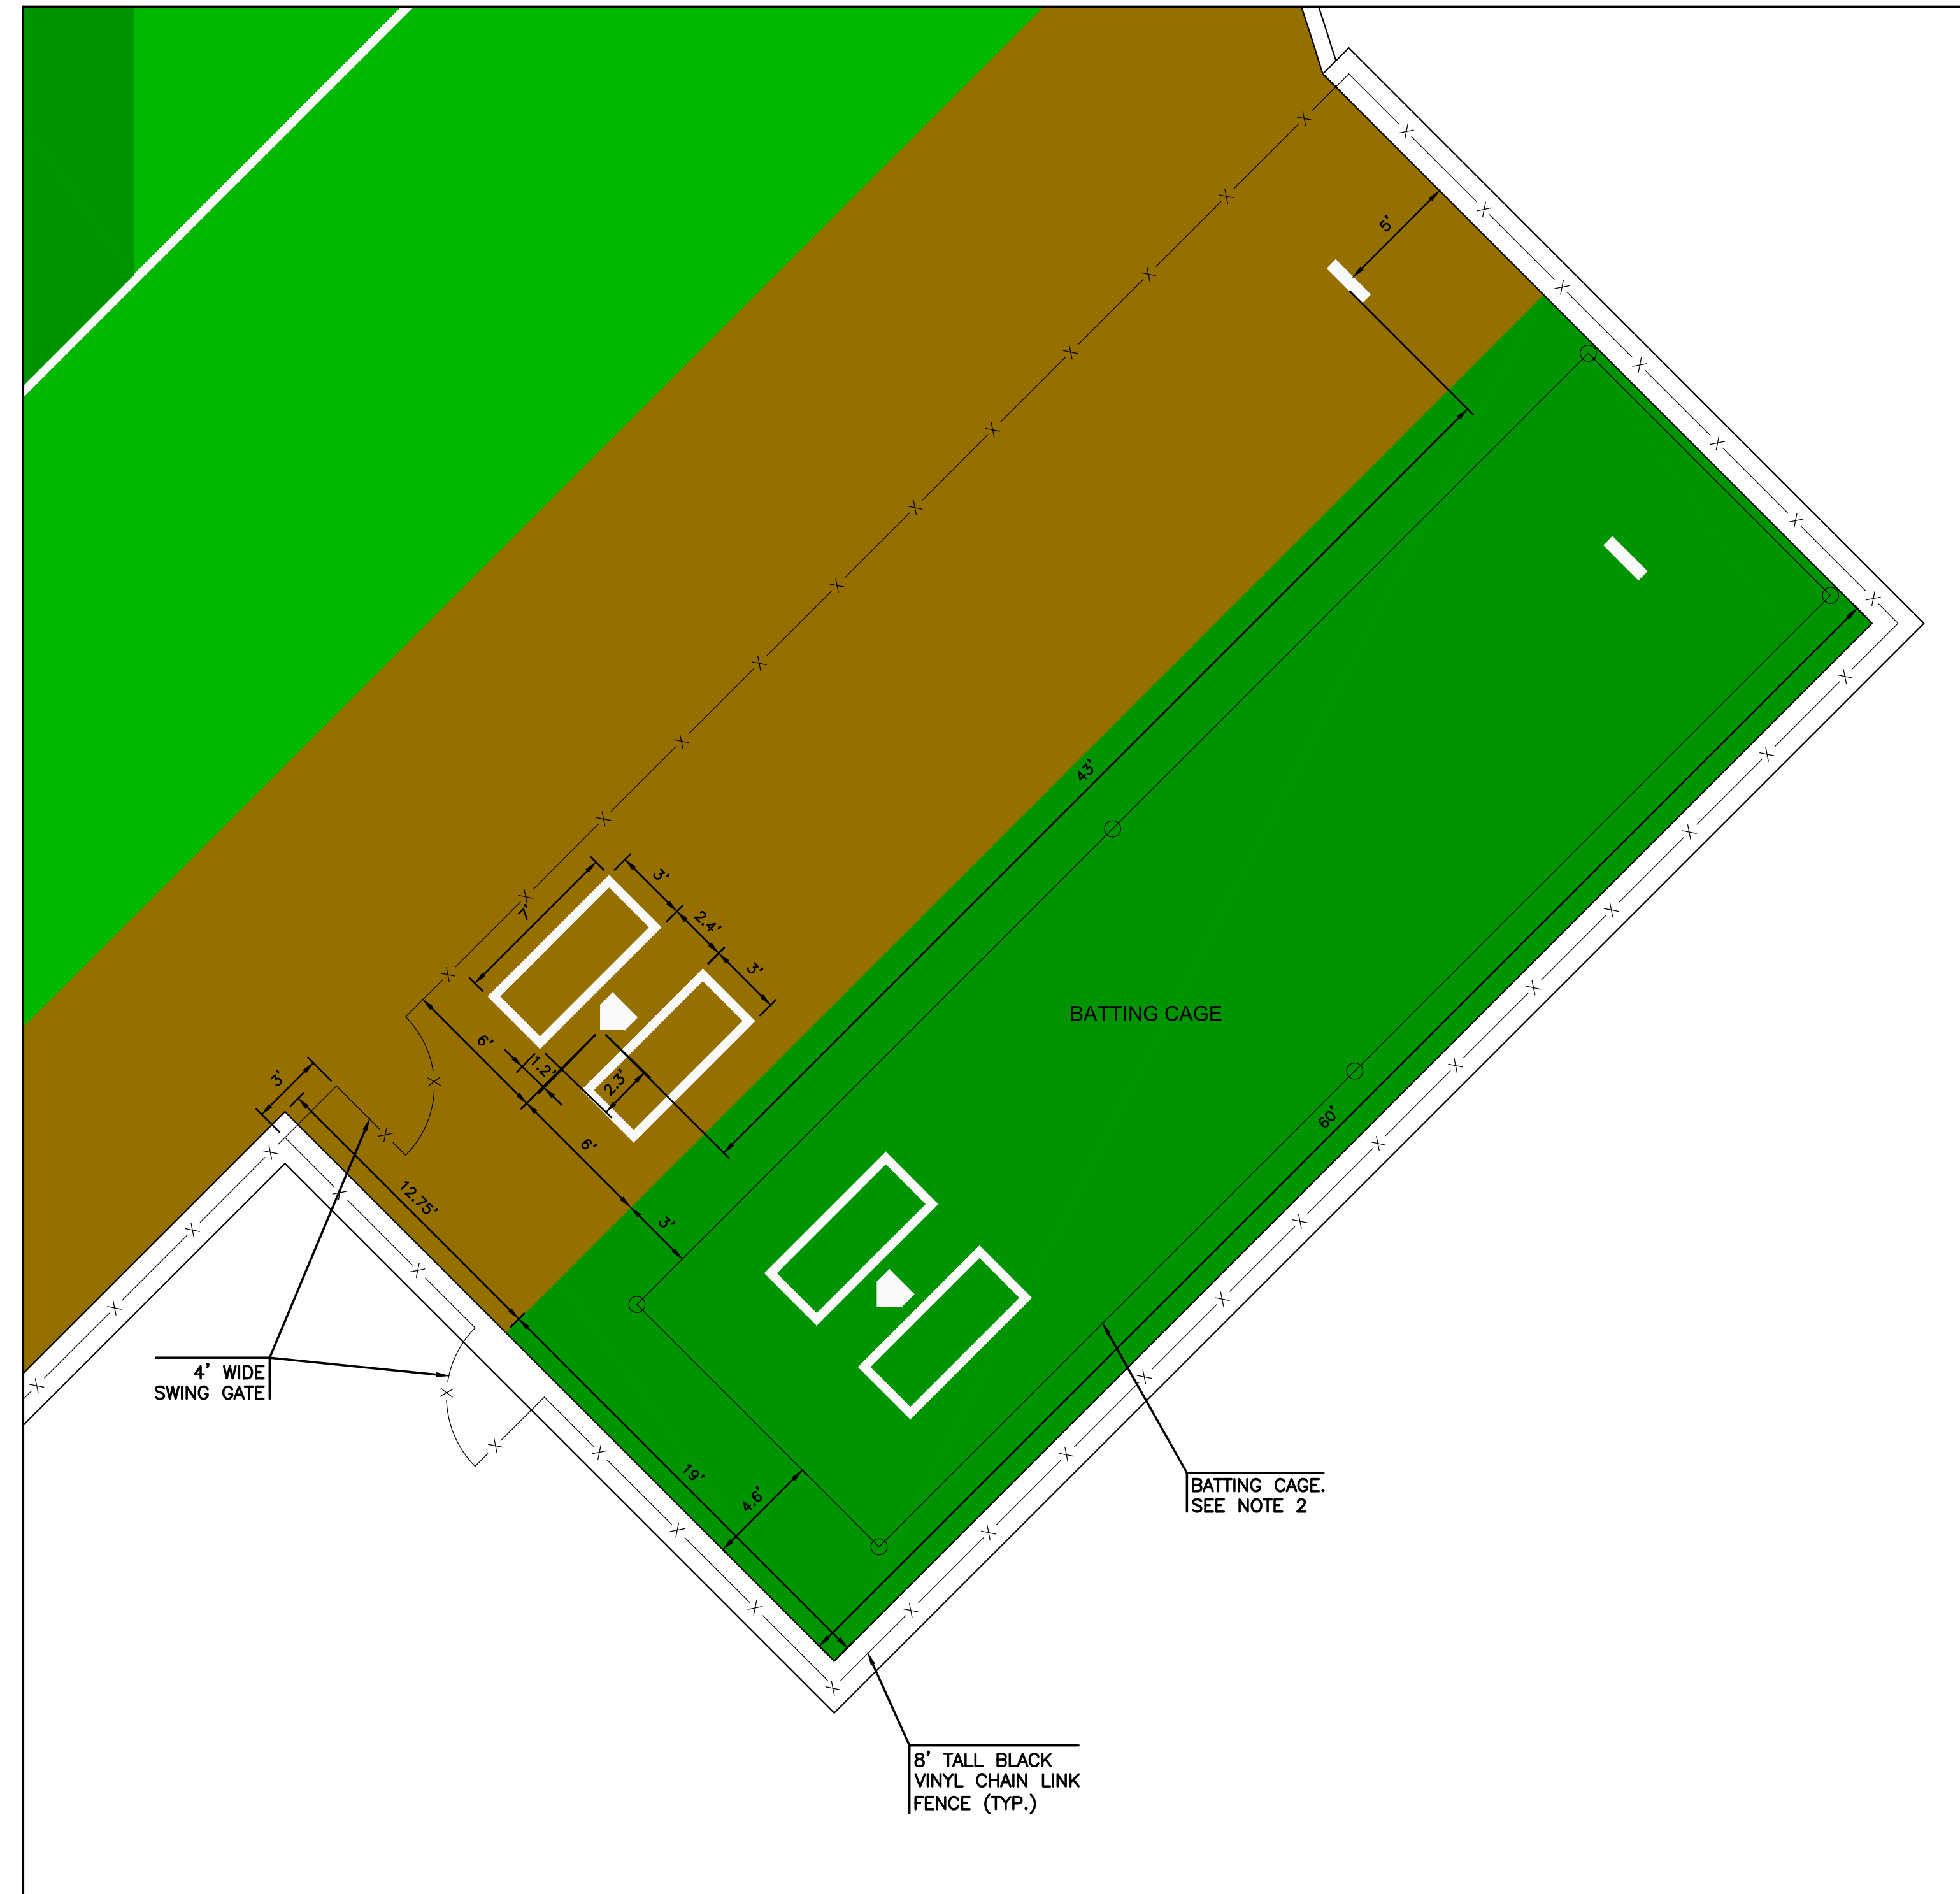 5'
43'
3'
7'
2.4'
3'
BATTING CAGE
6'
1.2'
2.3'
3'
60'
6'
12.75'
3'
4' WIDE
SWING GATE
19'
4.6'
BATTING CAGE.
SEE NOTE 2
8' TALL BLACK
VINYL CHAIN LINK
FENCE (TYP.)